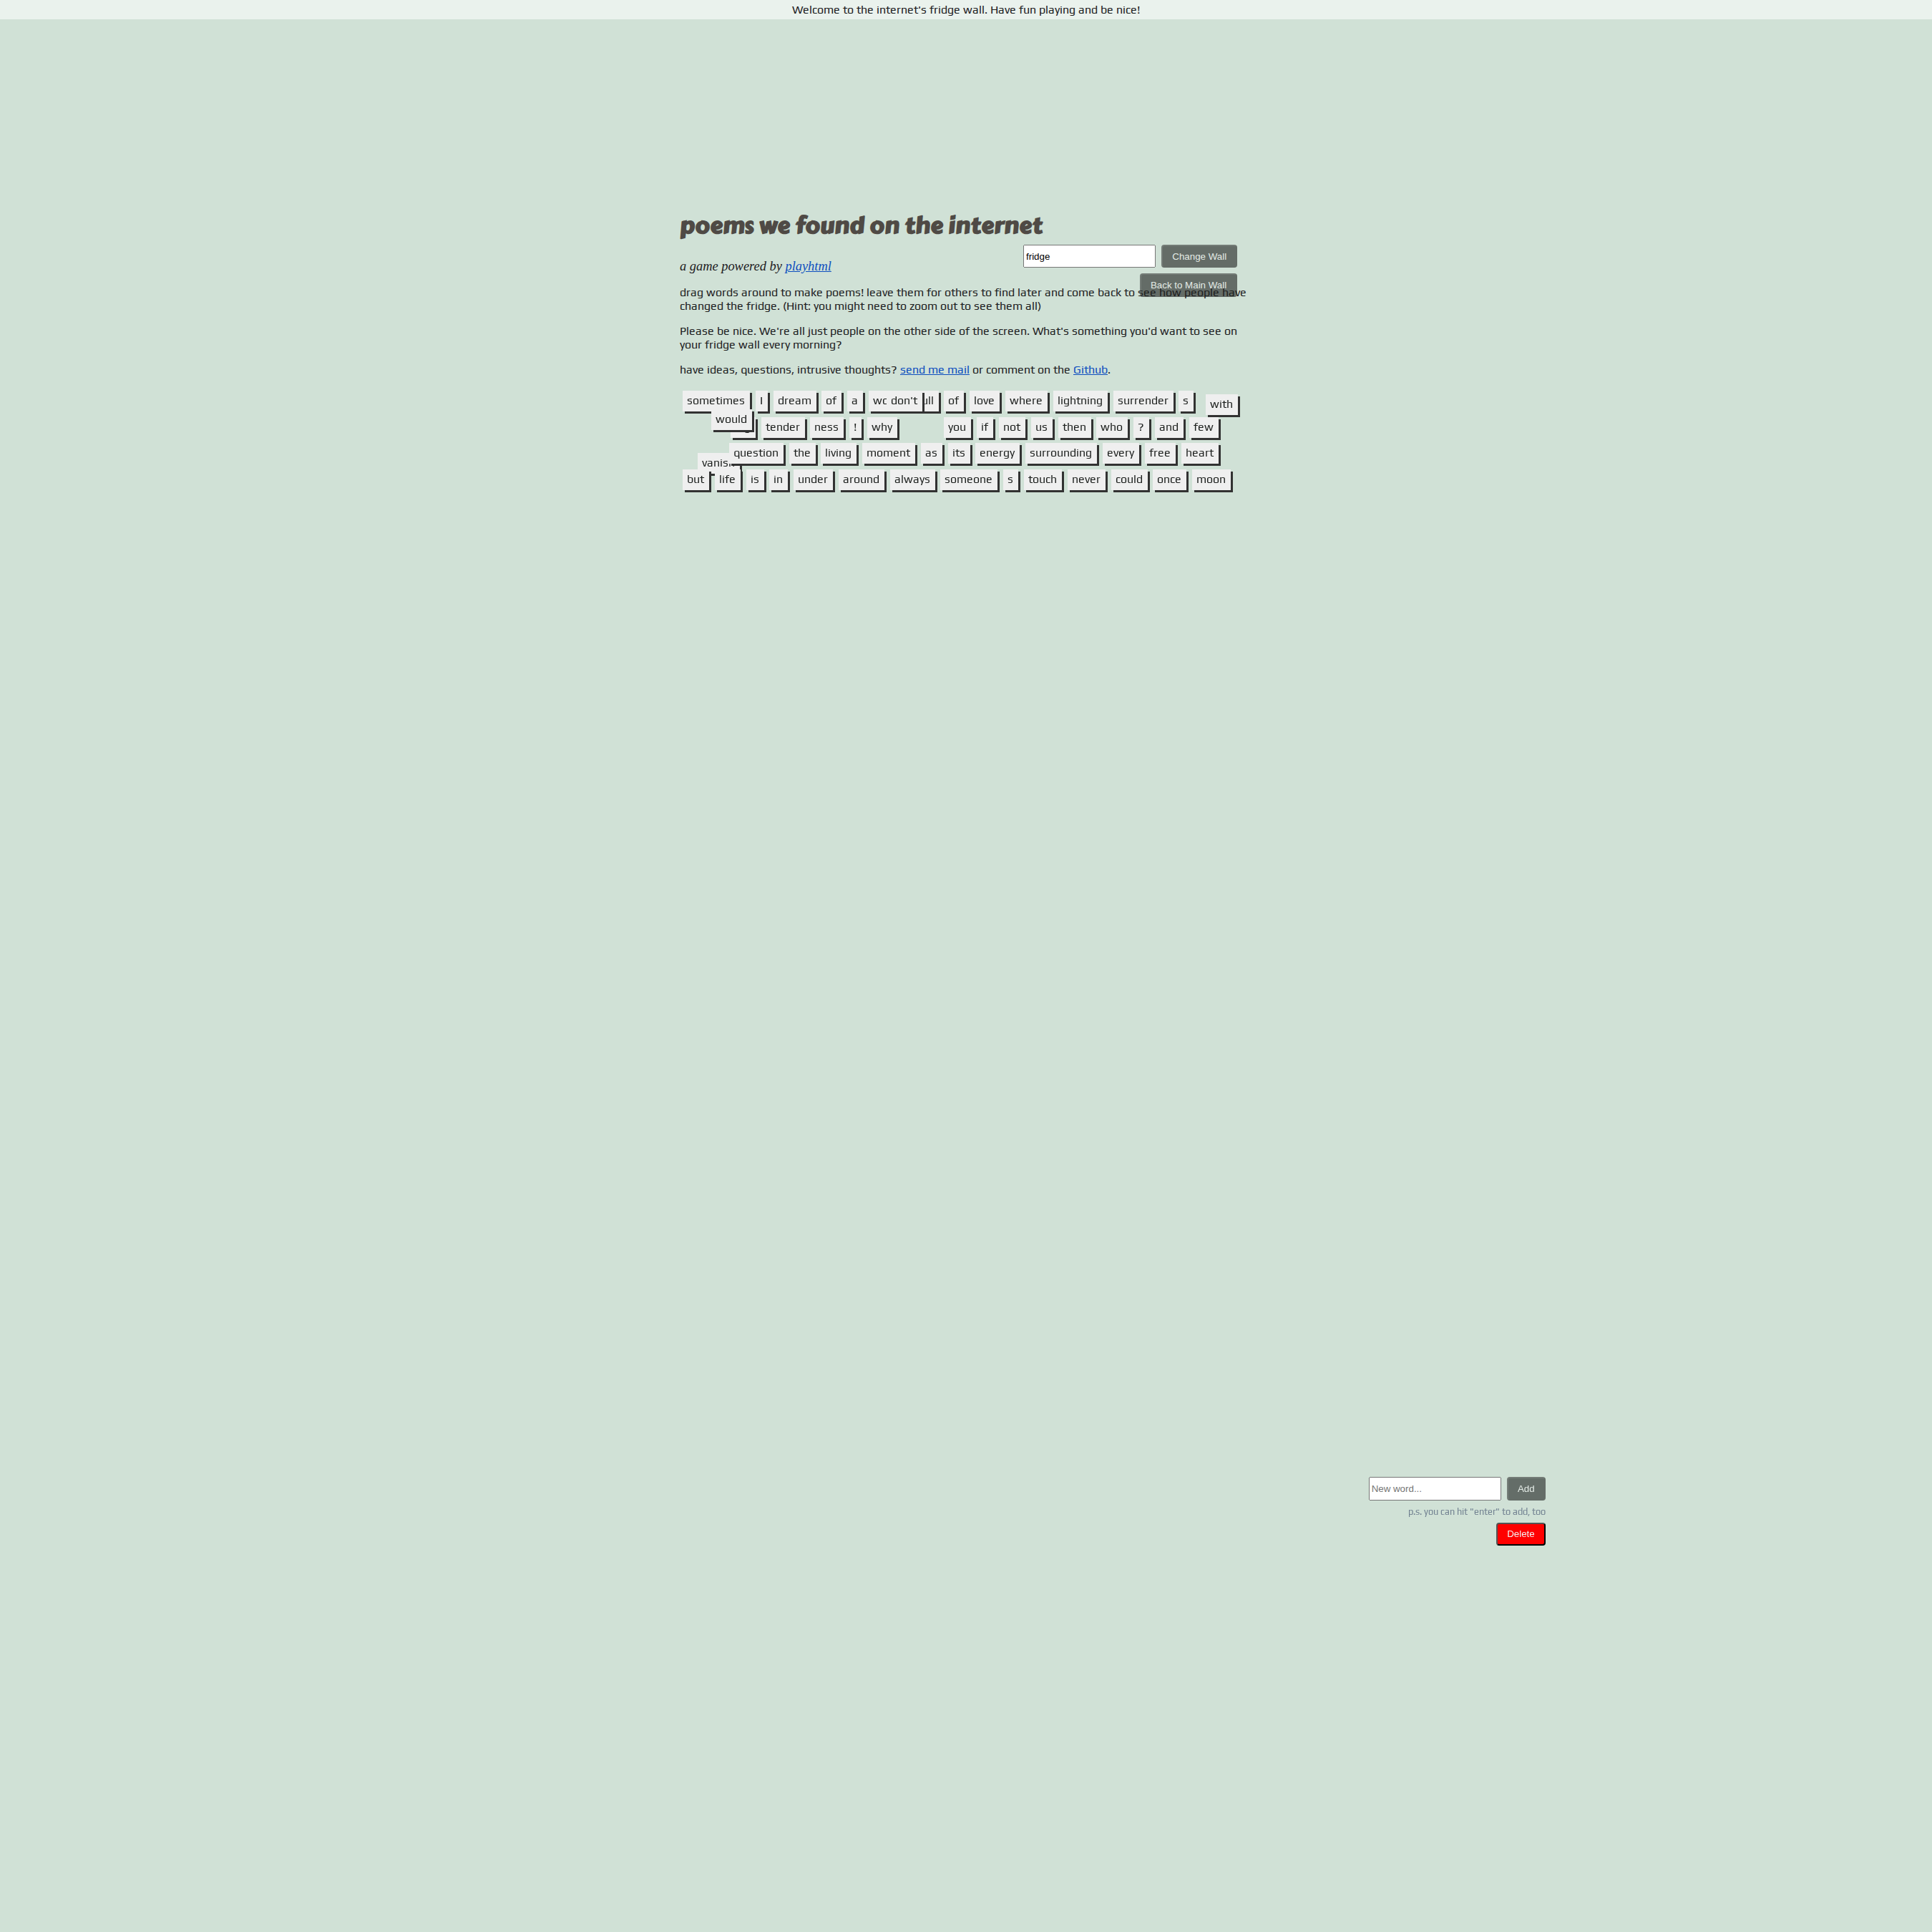 Welcome to the internet's fridge wall. Have fun playing and be nice!
poems we found on the internet
fridge Change Wall
a game powered by playhtml
Back to Main Wall
drag words around to make poems! leave them for others to find later and come back to see how people have
changed the fridge. (Hint: you might need to zoom out to see them all)
Please be nice. We're all just people on the other side of the screen. What's something you'd want to see on
your fridge wall every morning?
have ideas, questions, intrusive thoughts? send me mail or comment on the Github.
sometimes I dream of a don't of love where lightning surrender s with
would tender ness ! why you if not us then who ? and few
question the living moment as its energy surrounding every free heart
but life is in under around always someone s touch never could once moon
New word... Add
p.s. you can hit "enter" to add, too
Delete